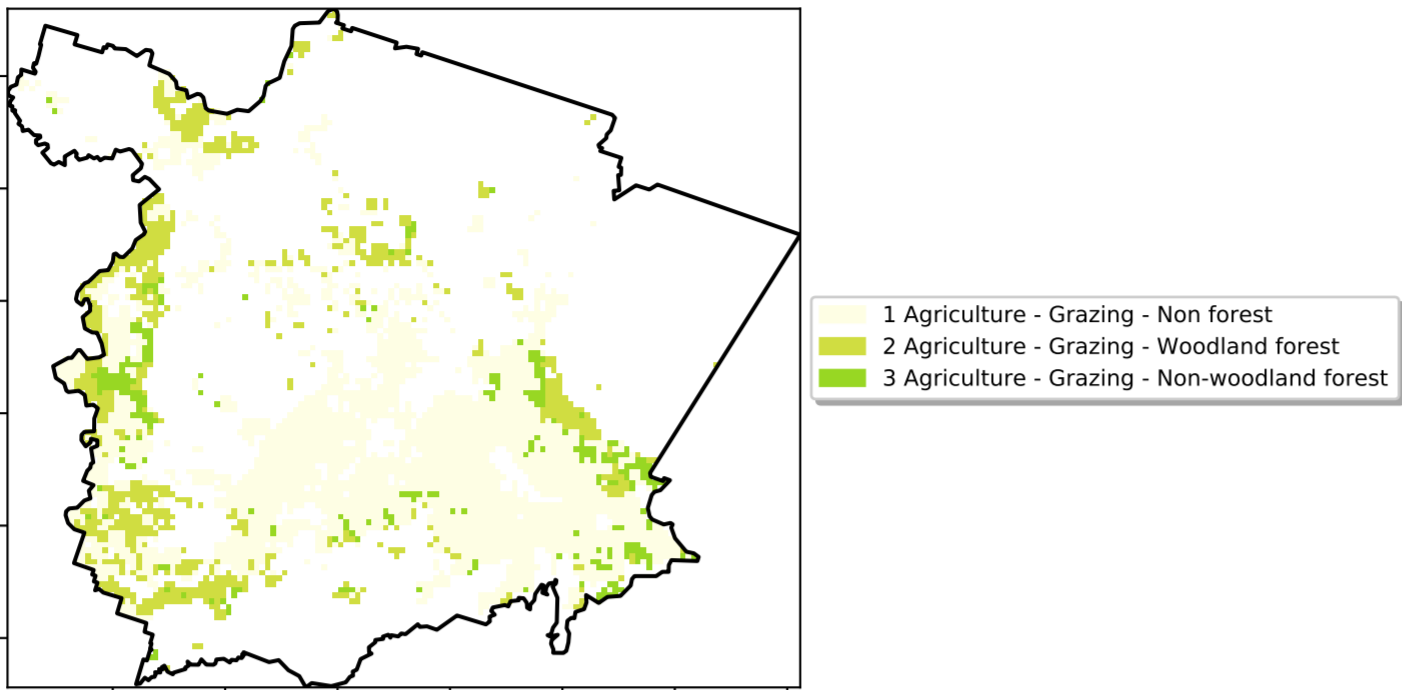 1 Agriculture - Grazing - Non forest
2 Agriculture - Grazing - Woodland forest
3 Agriculture - Grazing - Non-woodland forest